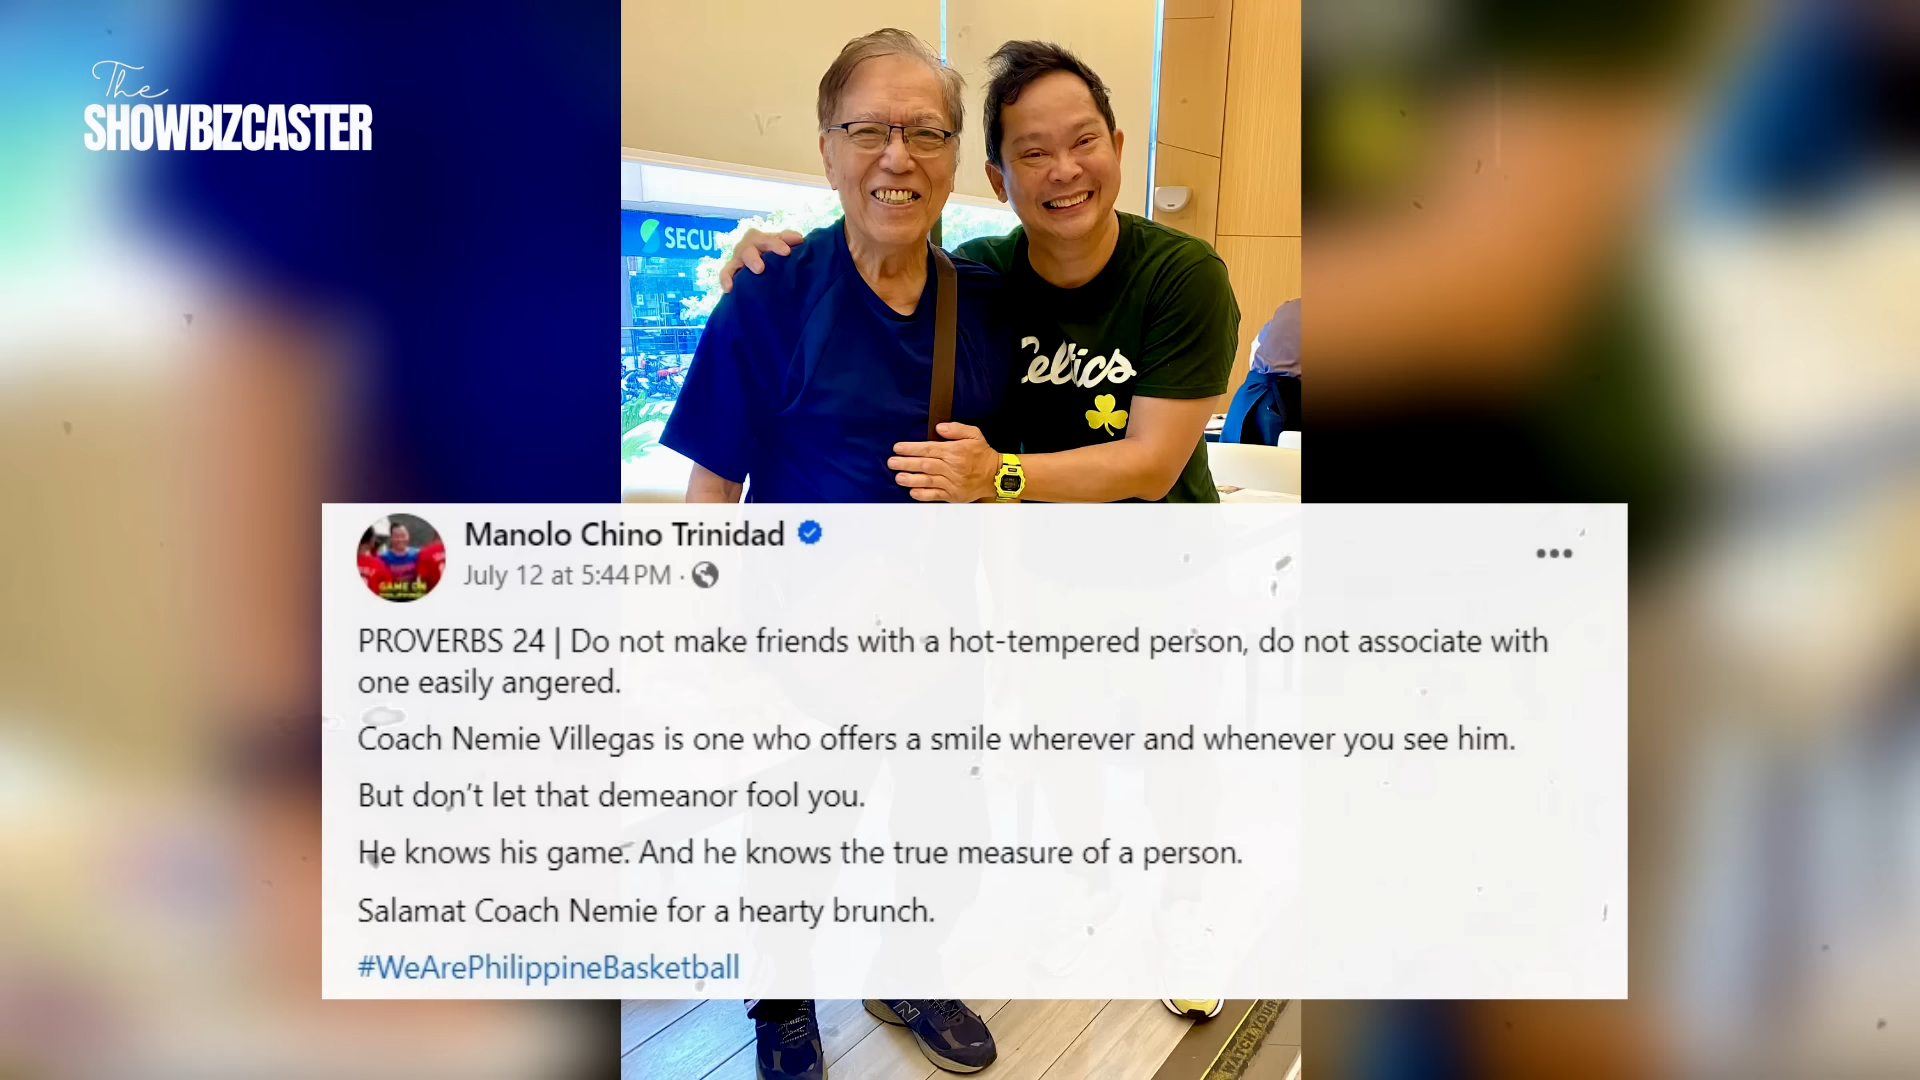 The
SHOWBIZCASTER
SECU
Celtics
Manolo Chino Trinidad
July 12 at 5:44 PM ·
PROVERBS 24 | Do not make friends with a hot-tempered person, do not associate with
one easily angered.
Coach Nemie Villegas is one who offers a smile wherever and whenever you see him.
But don't let that demeanor fool you.
He knows his game. And he knows the true measure of a person.
Salamat Coach Nemie for a hearty brunch.
#WeArePhilippineBasketball
N
WATCH YOUR